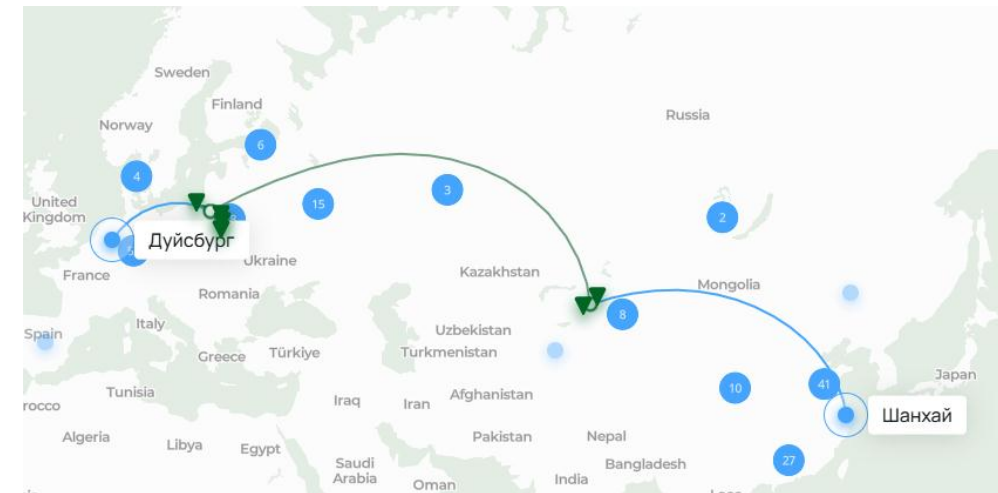 Sweden
Finland
Norway
Russia
6
4
3
15
United
Kingdom
8
2
Дуйсбург
Ukraine
France
Kazakhstan
Mongolia
Romania
8
Italy
Spain
Uzbekistan
Greece
Türkiye
Turkmenistan
Japan
41
10
Tunisia
Afghanistan
Iraq
Iran
rocco
Шанхай
Algeria
Libya
Egypt
Pakistan
Nepal
27
Saudi
Arabia
Bangladesh
India
Oman